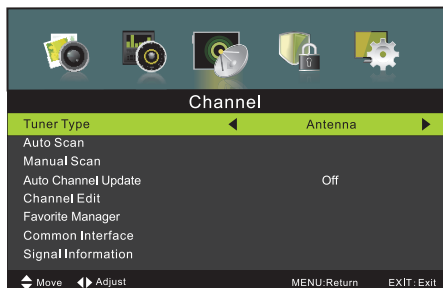 Channel
Tuner Type Antenna
Auto Scan
Manual Scan
Auto Channel Update Off
Channel Edit
Favorite Manager
Common Interface
Signal Information
Move Adjust MENU:Return EXIT:Exit